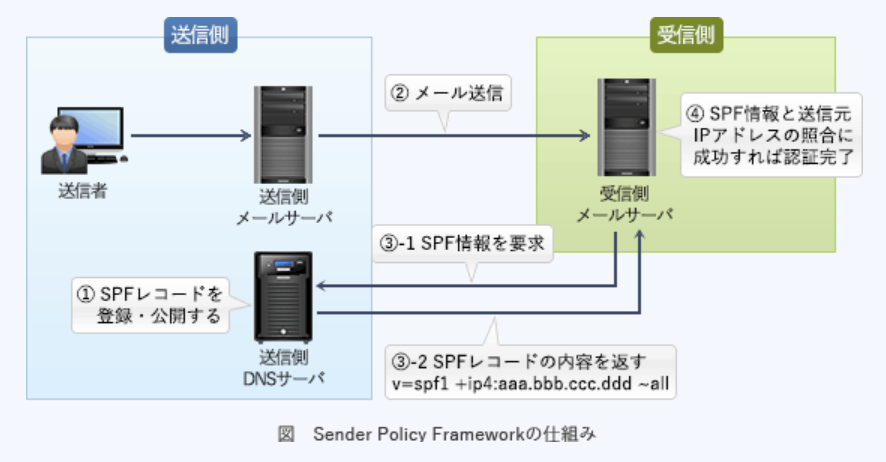 送信側
受信側
② メール送信
④ SPF情報と送信元
IPアドレスの照合に
成功すれば認証完了
送信者
送信側
メールサーバ
受信側
メールサーバ
③-1 SPF情報を要求
① SPFレコードを
登録・公開する
送信側
DNSサーバ
③-2 SPFレコードの内容を返す
v=spf1 +ip4:aaa.bbb.ccc.ddd ~all
図 Sender Policy Frameworkの仕組み